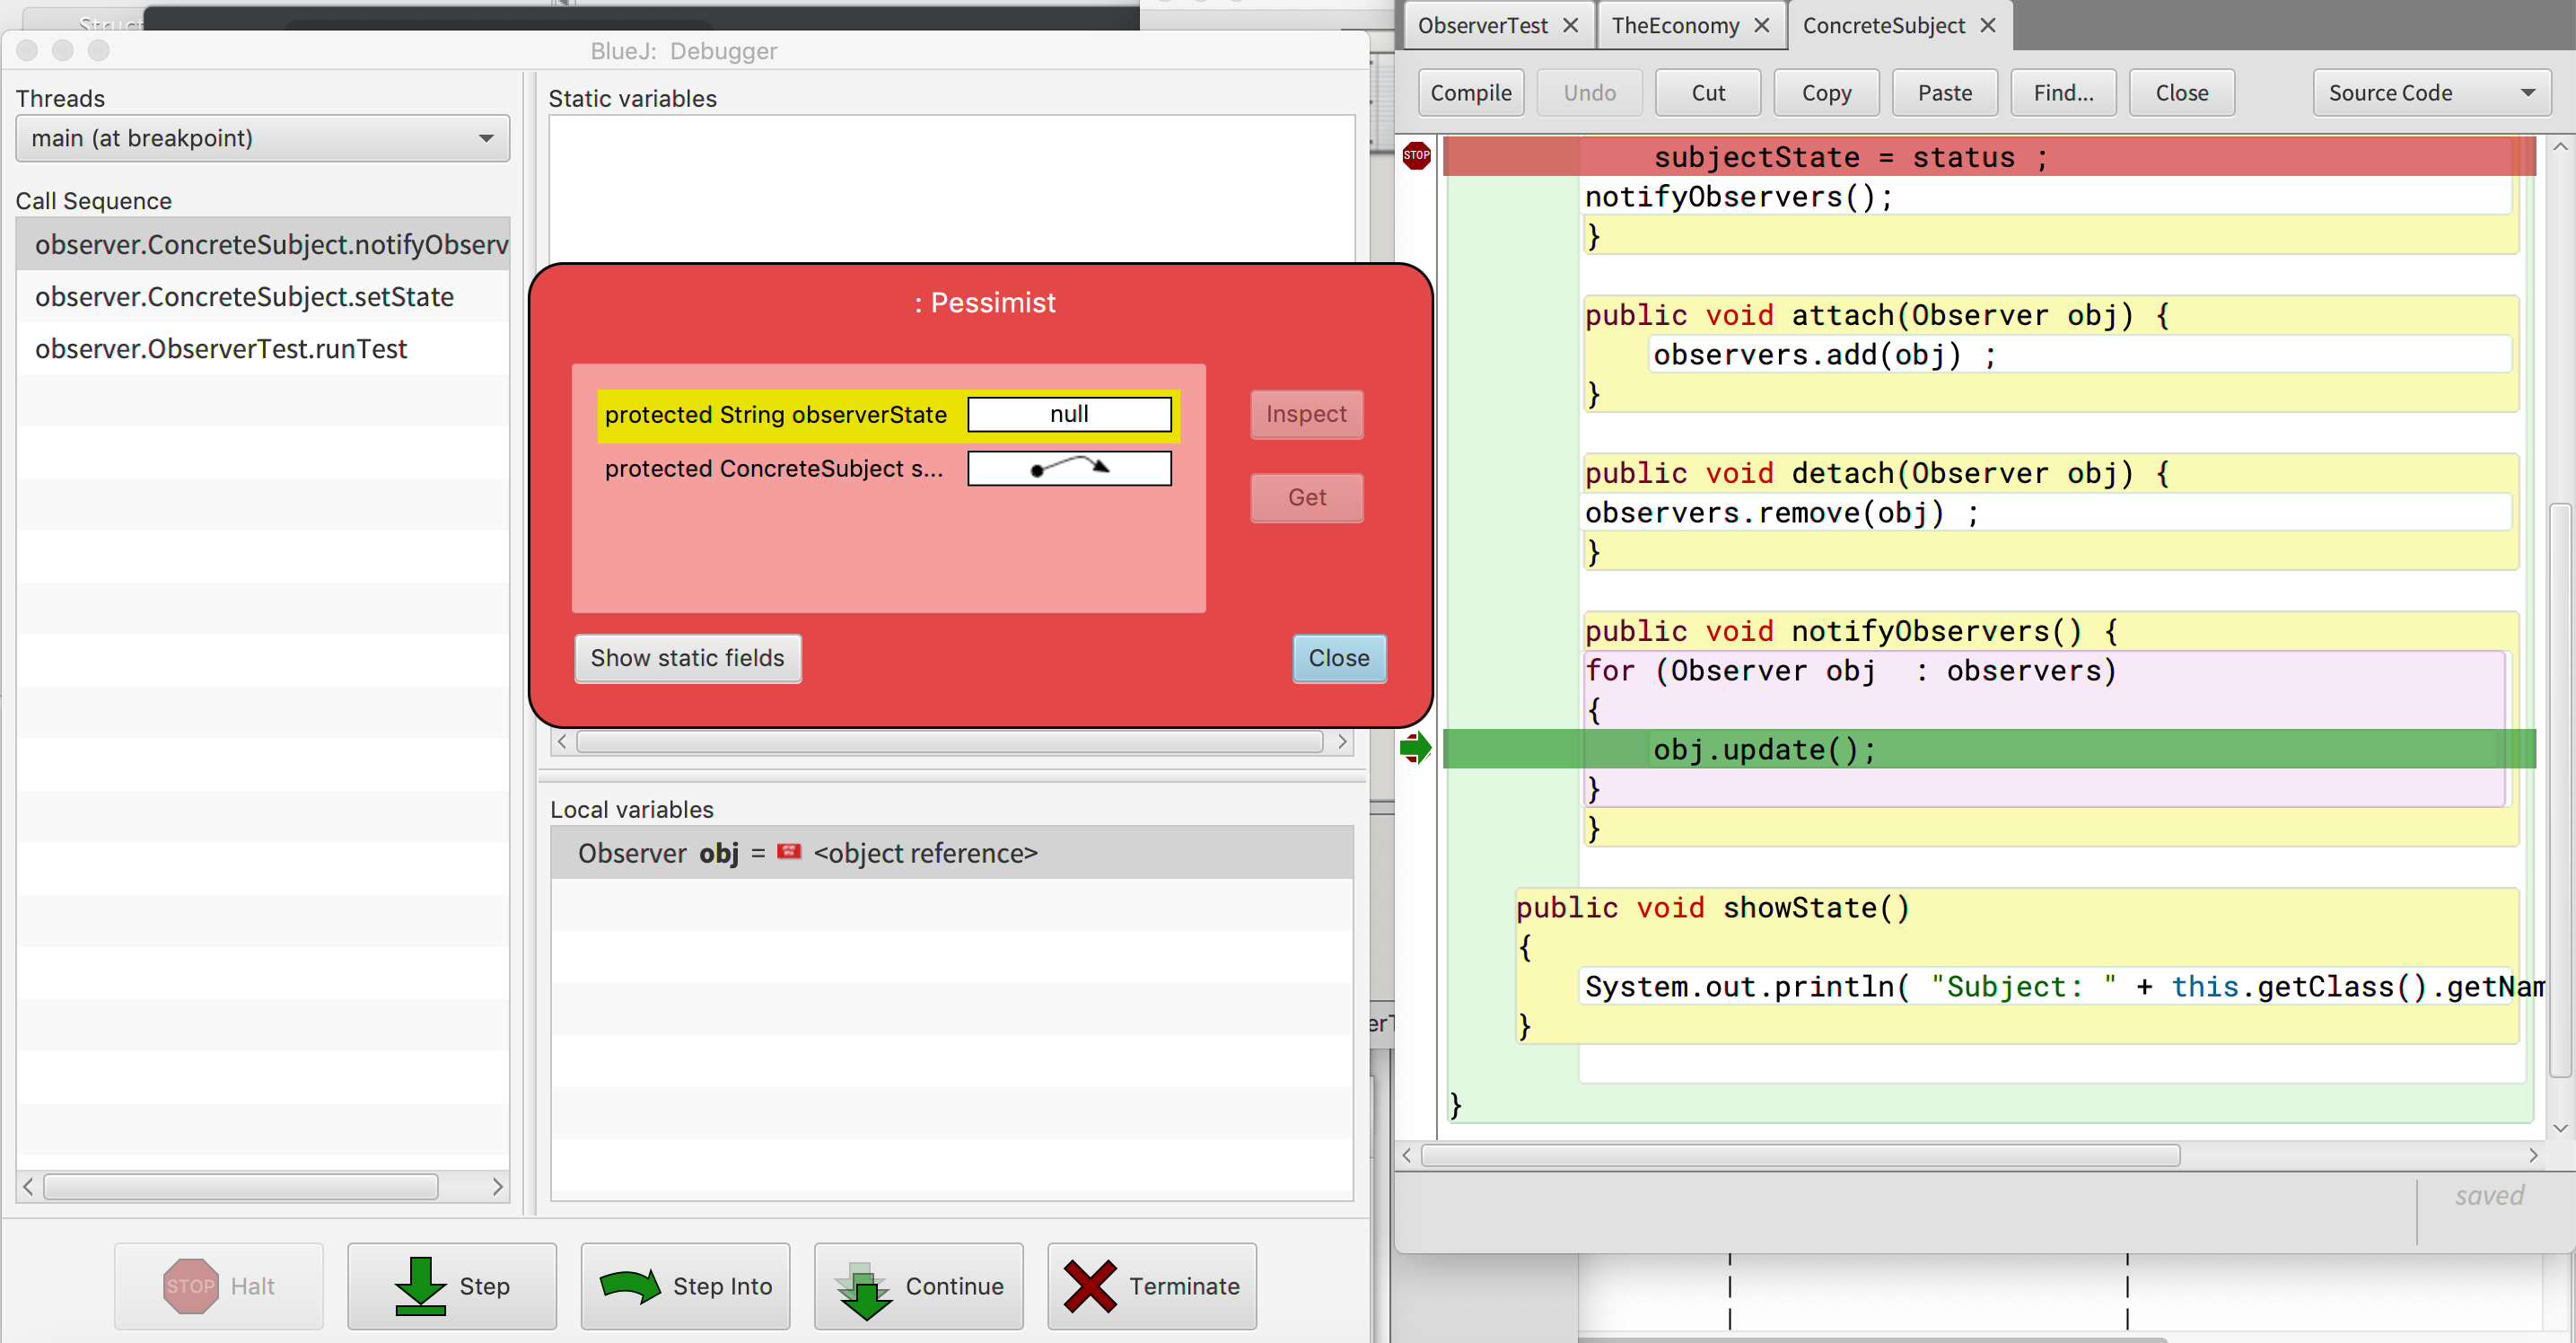 Struct
BlueJ: Debugger
Threads
main (at breakpoint)
Call Sequence
observer.ConcreteSubject.notifyObserv
observer.ConcreteSubject.setState
observer.ObserverTest.runTest
Static variables
: Pessimist
protected String observerState null
protected ConcreteSubject s...
Inspect
Get
Show static fields
Close
Local variables
Observer obj = <object reference>
STOP Halt
Step
Step Into
Continue
Terminate
ObserverTest
TheEconomy
ConcreteSubject
Compile
Undo
Cut
Copy
Paste
Find...
Close
Source Code
STOP
subjectState = status ;
notifyObservers();
}
public void attach(Observer obj) {
observers.add(obj) ;
}
public void detach(Observer obj) {
observers.remove(obj) ;
}
public void notifyObservers() {
for (Observer obj  : observers)
{
obj.update();
}
}
public void showState()
{
System.out.println( "Subject: " + this.getClass().getNam
}
}
saved
erT